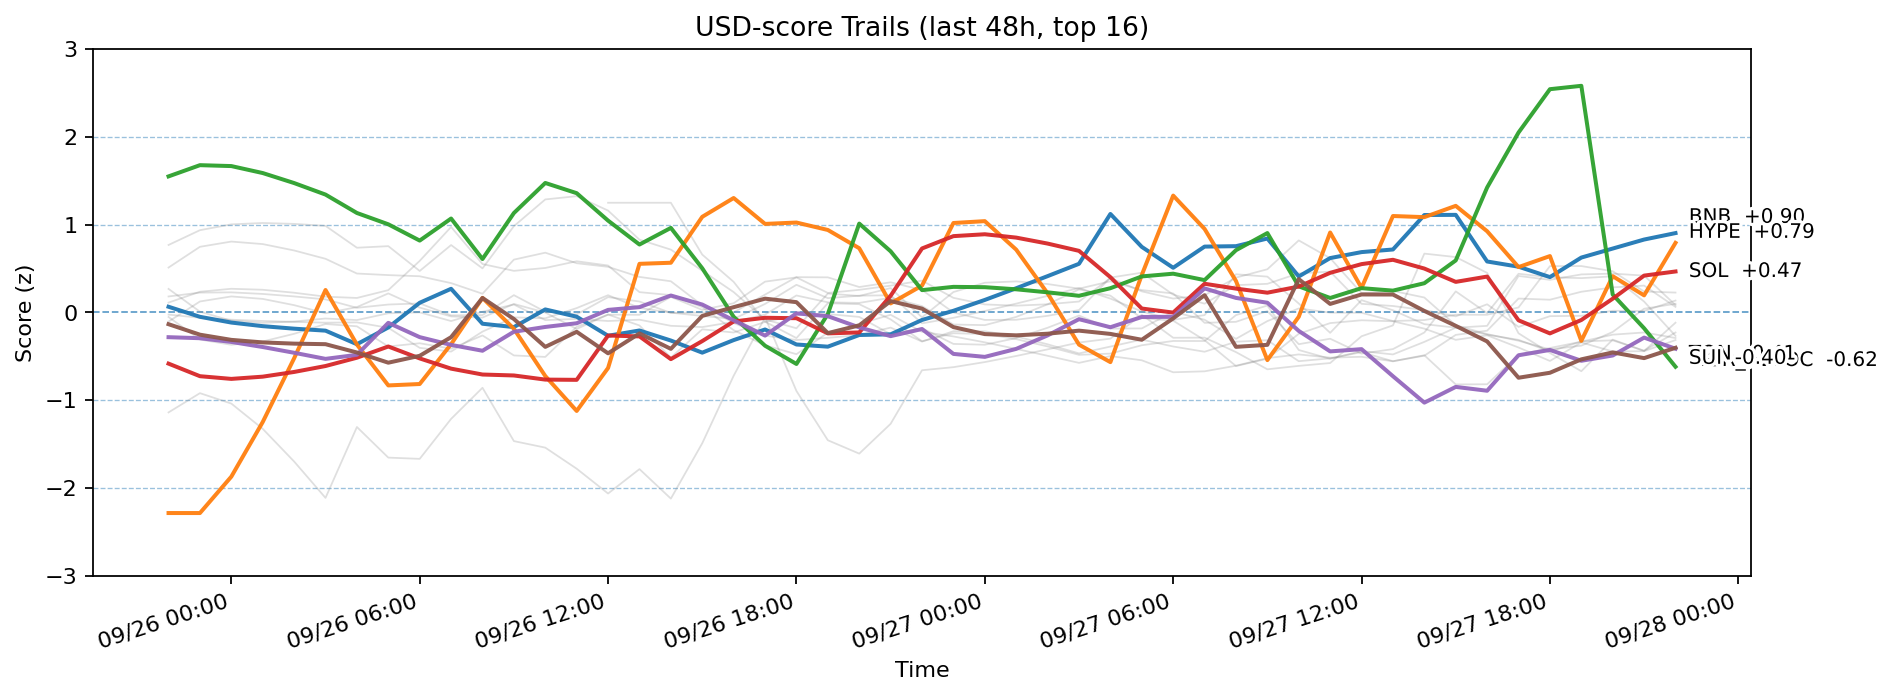 USD-score Trails (last 48h, top 16)
Score (z)
3
2
1
0
−1
−2
−3
BNB +0.90
HYPE +0.79
SOL +0.47
SUI -0.40
-0.62
09/26 00:00
09/26 06:00
09/26 12:00
09/26 18:00
09/27 00:00
09/27 06:00
09/27 12:00
09/27 18:00
09/28 00:00
Time